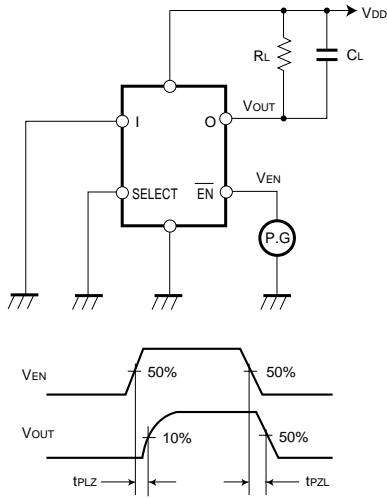 VDD
RL
CL
VOUT
I
O
VEN
SELECT
EN
P.G
VEN
50%
50%
VOUT
10%
50%
tPLZ
tPZL